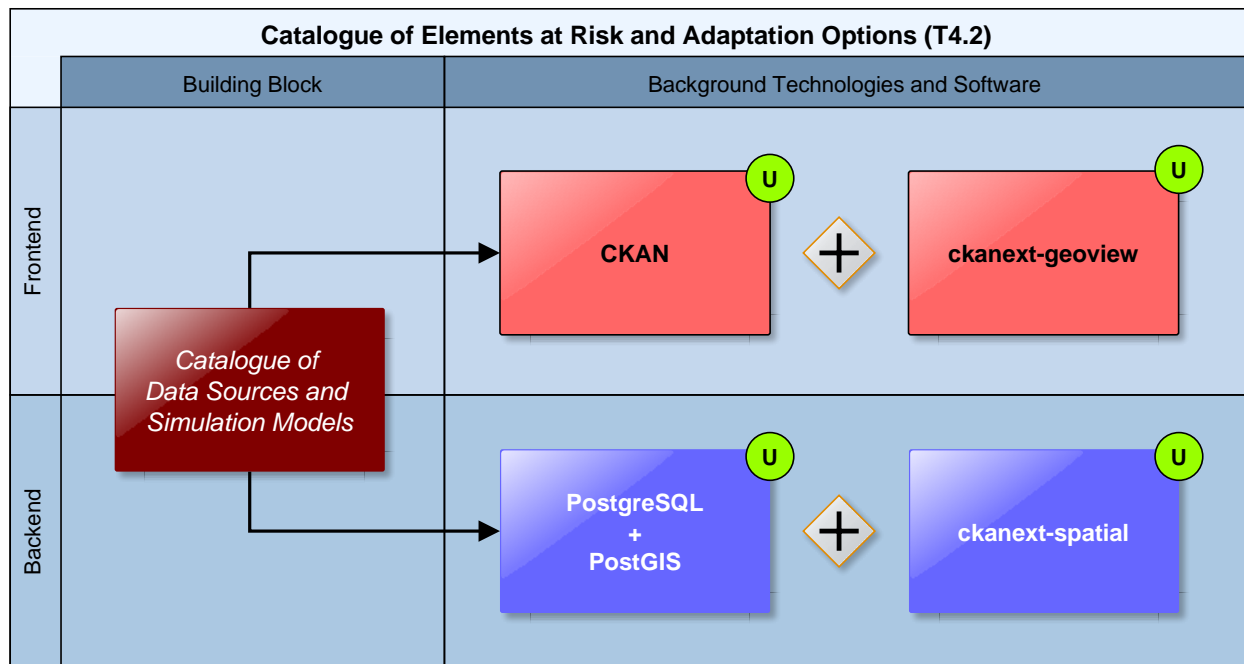 Catalogue of Elements at Risk and Adaptation Options (T4.2)
Building Block
Background Technologies and Software
Frontend
U
U
CKAN
ckanext-geoview
Catalogue of
Data Sources and
Simulation Models
Backend
U
U
PostgreSQL
+
PostGIS
ckanext-spatial